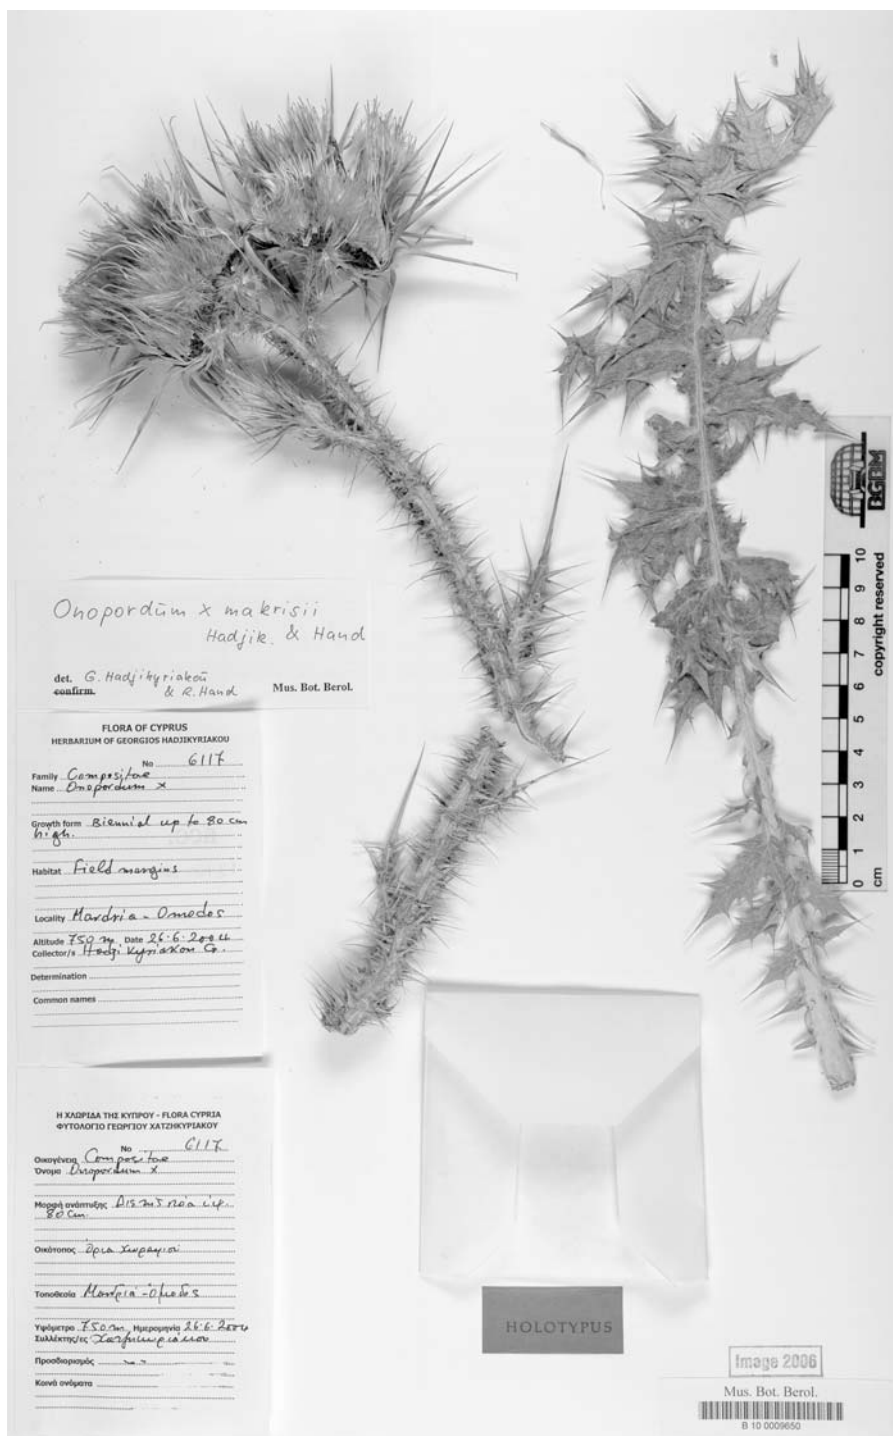 Onopordum x makrisii
Hadjik. & Hand
det. G. Hadjikyriakou
confirm. & R. Hand Mus. Bot. Berol.
FLORA OF CYPRUS
HERBARIUM OF GEORGIOS HADJIKYRIAKOU
No 6117
Family Compositae
Name Onopordum x
Growth form Biennial up to 80 cm
high.
Habitat Field margins
Locality Mandria - Omodos
Altitude 750 m Date 26.6.2004
Collector/s Hadjikyriakou G.
Determination
Common names
Η ΧΛΩΡΙΔΑ ΤΗΣ ΚΥΠΡΟΥ - FLORA CYPRIA
ΦΥΤΟΛΟΓΙΟ ΓΕΩΡΓΙΟΥ ΧΑΤΖΗΚΥΡΙΑΚΟΥ
No 6117
Οικογένεια Compositae
Όνομα Onopordum x
Μορφή ανάπτυξης
80 cm.
Οικότοπος Όρια χωραφιού
Τοποθεσία Μανδριά - Όμοδος
Υψόμετρο 750 m Ημερομηνία 26.6.2004
Συλλέκτης/ες Χατζηκυριάκου
Προσδιορισμός
Κοινά ονόματα
BGBM
10
9
8
7
6
5
4
3
2
1
0
cm
copyright reserved
HOLOTYPUS
Image 2006
Mus. Bot. Berol.
B 10 0009650